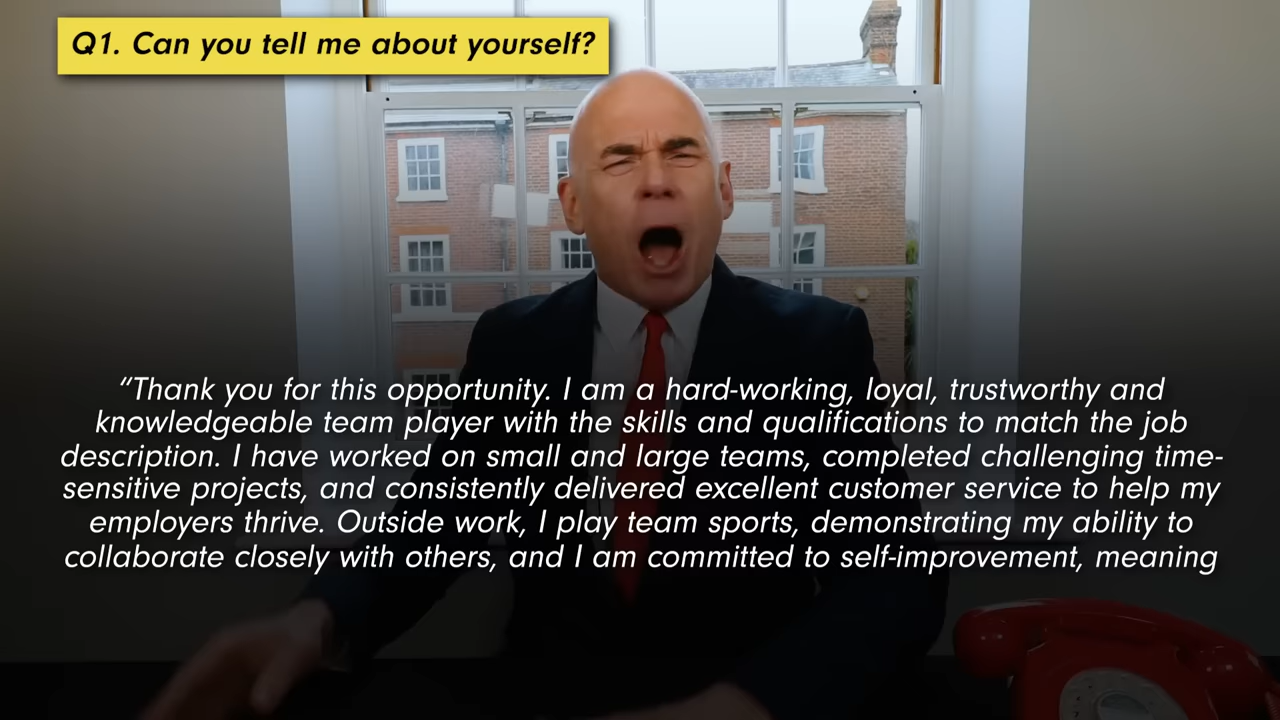 Q1. Can you tell me about yourself?
“Thank you for this opportunity. I am a hard-working, loyal, trustworthy and
knowledgeable team player with the skills and qualifications to match the job
description. I have worked on small and large teams, completed challenging time-
sensitive projects, and consistently delivered excellent customer service to help my
employers thrive. Outside work, I play team sports, demonstrating my ability to
collaborate closely with others, and I am committed to self-improvement, meaning